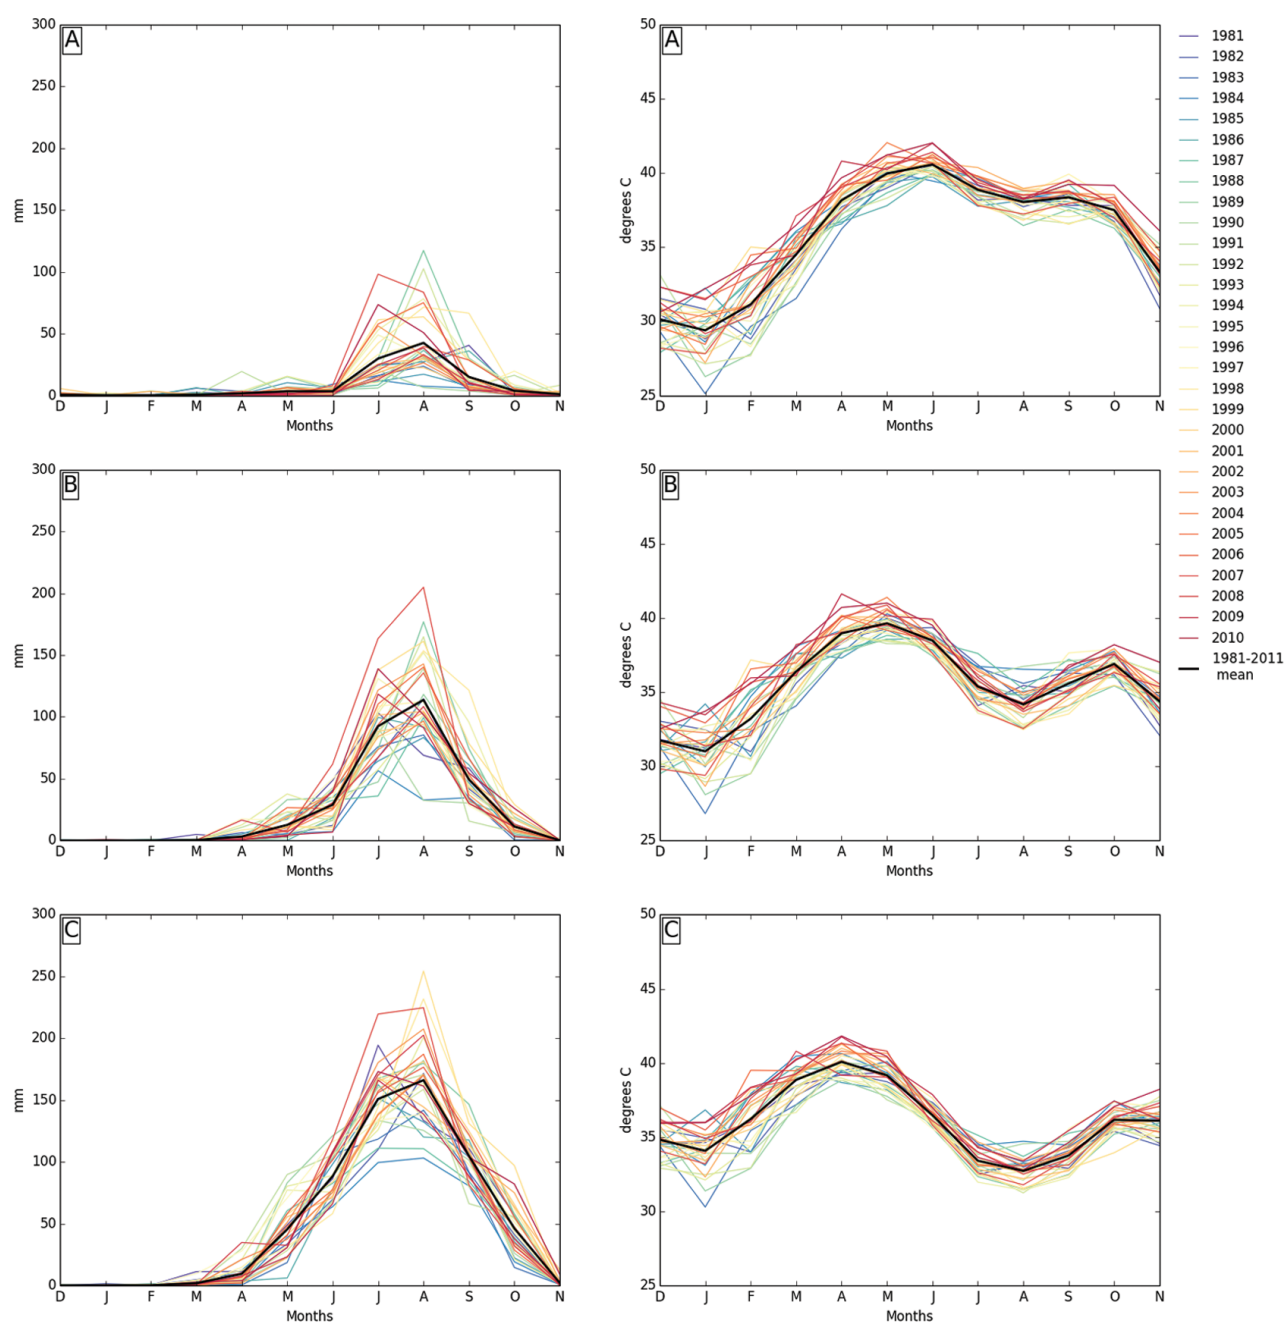 A
300
250
200
150
100
50
0
mm
D J F M A M J J A S O N
Months
A
50
45
40
35
30
25
degrees C
D J F M A M J J A S O N
Months
1981
1982
1983
1984
1985
1986
1987
1988
1989
1990
1991
1992
1993
1994
1995
1996
1997
1998
1999
2000
2001
2002
2003
2004
2005
2006
2007
2008
2009
2010
1981-2011
mean
B
300
250
200
150
100
50
0
mm
D J F M A M J J A S O N
Months
B
50
45
40
35
30
25
degrees C
D J F M A M J J A S O N
Months
C
300
250
200
150
100
50
0
mm
D J F M A M J J A S O N
Months
C
50
45
40
35
30
25
degrees C
D J F M A M J J A S O N
Months